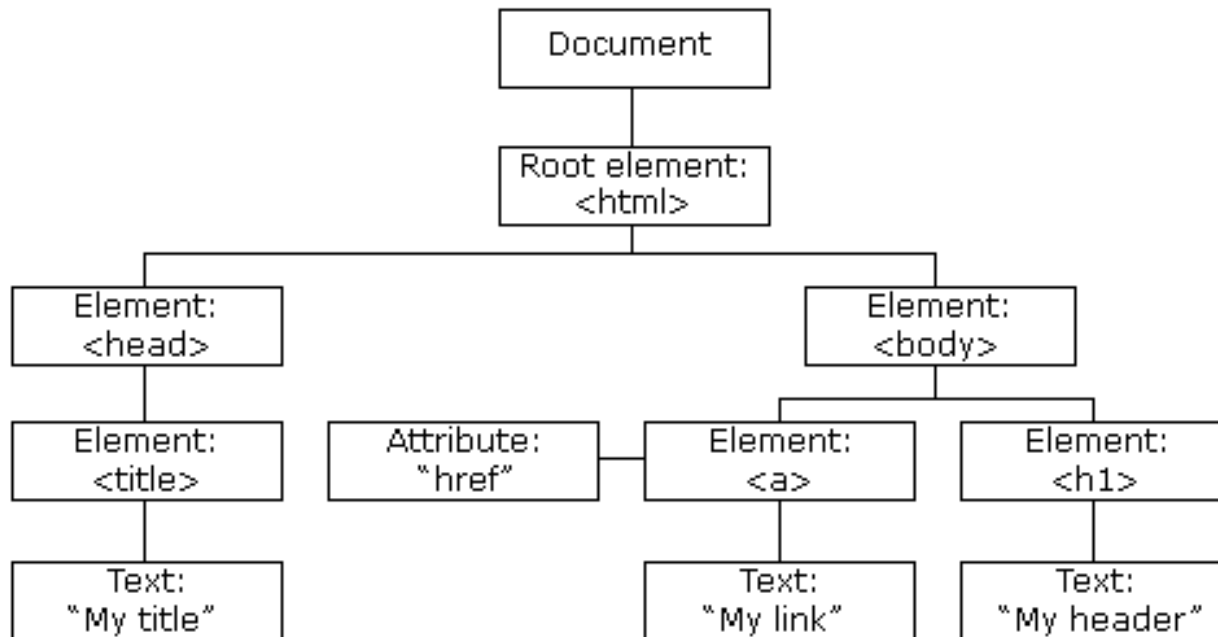 Document
Root element:
<html>
Element:
<head>
Element:
<body>
Element:
<title>
Attribute:
“href”
Element:
<a>
Element:
<h1>
Text:
“My title”
Text:
“My link”
Text:
“My header”